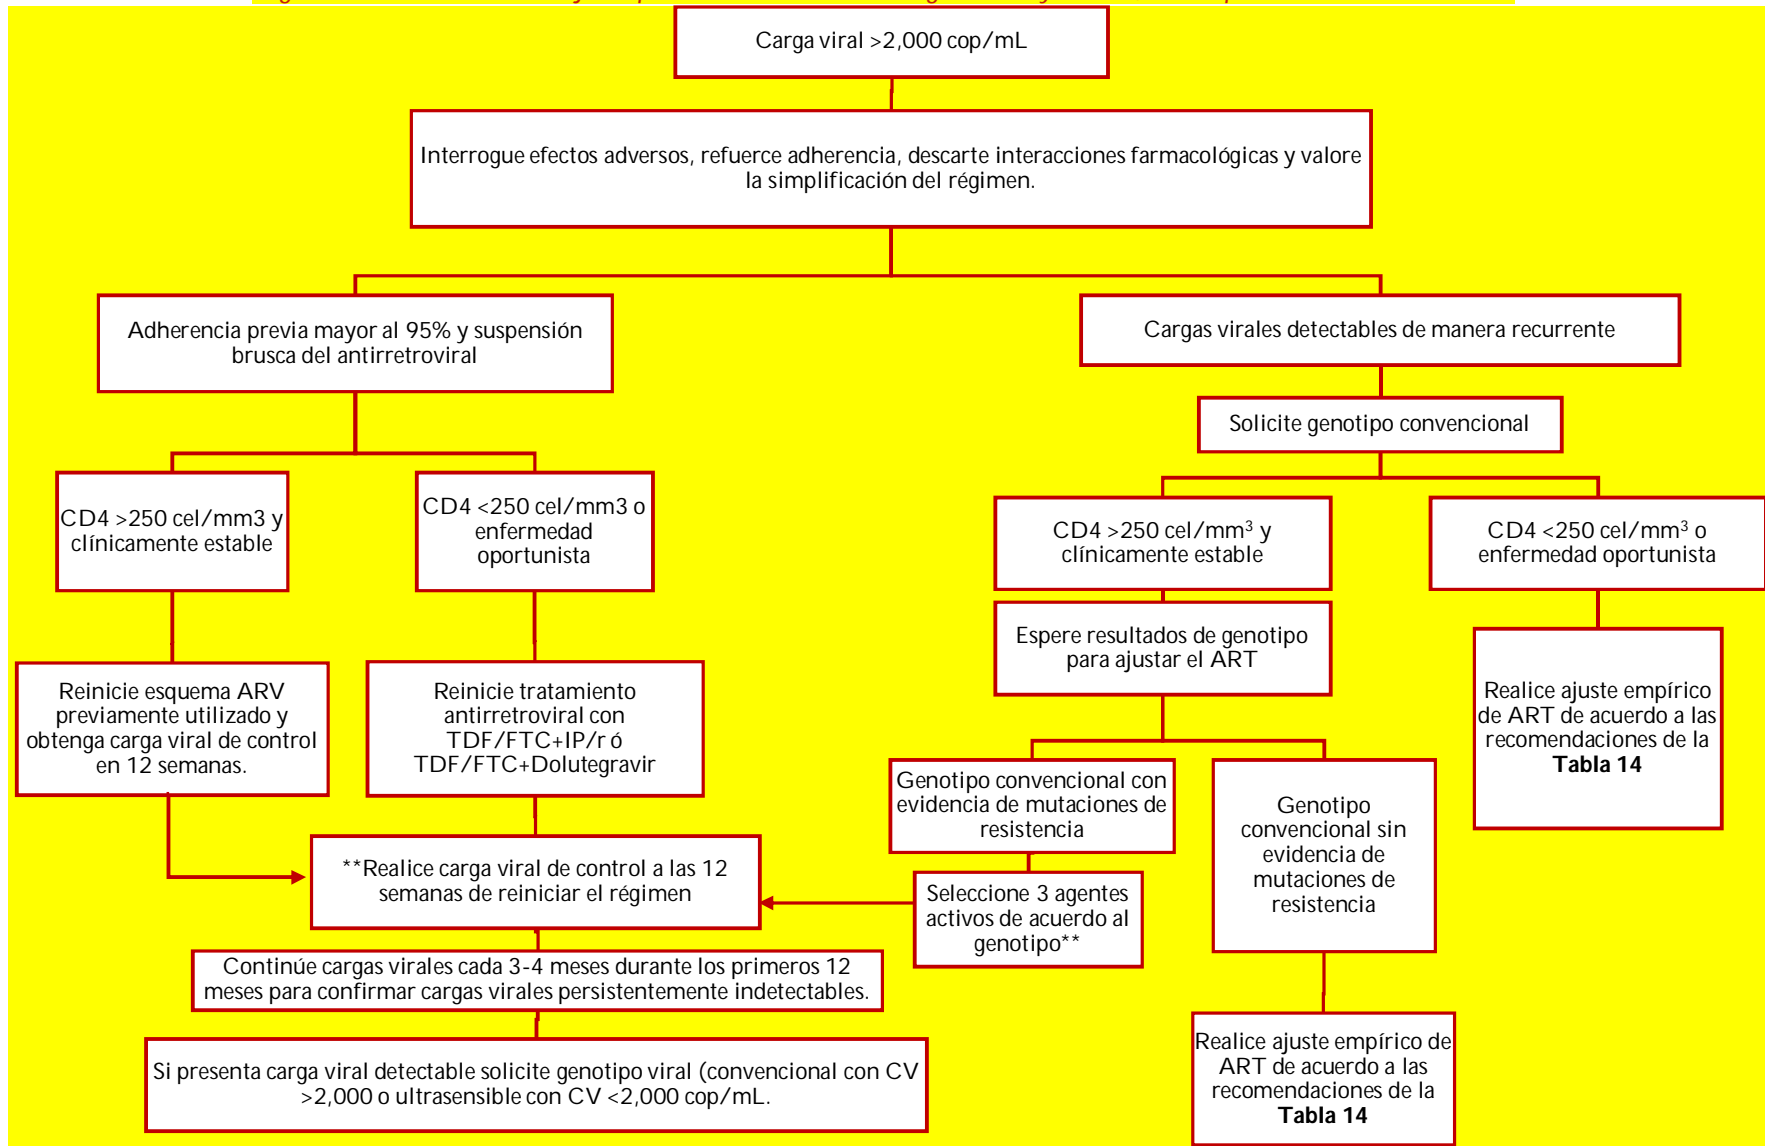 Carga viral >2,000 cop/mL
Interrogue efectos adversos, refuerce adherencia, descarte interacciones farmacológicas y valore
la simplificación del régimen.
Adherencia previa mayor al 95% y suspensión
brusca del antirretroviral
Cargas virales detectables de manera recurrente
Solicite genotipo convencional
CD4 >250 cel/mm3 y
clínicamente estable
CD4 <250 cel/mm3 o
enfermedad
oportunista
CD4 >250 cel/mm³ y
clínicamente estable
CD4 <250 cel/mm³ o
enfermedad oportunista
Espere resultados de genotipo
para ajustar el ART
Reinicie esquema ARV
previamente utilizado y
obtenga carga viral de control
en 12 semanas.
Reinicie tratamiento
antirretroviral con
TDF/FTC+IP/r ó
TDF/FTC+Dolutegravir
Realice ajuste empírico
de ART de acuerdo a las
recomendaciones de la
Tabla 14
Genotipo convencional con
evidencia de mutaciones de
resistencia
Genotipo
convencional sin
evidencia de
mutaciones de
resistencia
**Realice carga viral de control a las 12
semanas de reiniciar el régimen
Seleccione 3 agentes
activos de acuerdo al
genotipo**
Continúe cargas virales cada 3-4 meses durante los primeros 12
meses para confirmar cargas virales persistentemente indetectables.
Si presenta carga viral detectable solicite genotipo viral (convencional con CV
>2,000 o ultrasensible con CV <2,000 cop/mL.
Realice ajuste empírico de
ART de acuerdo a las
recomendaciones de la
Tabla 14